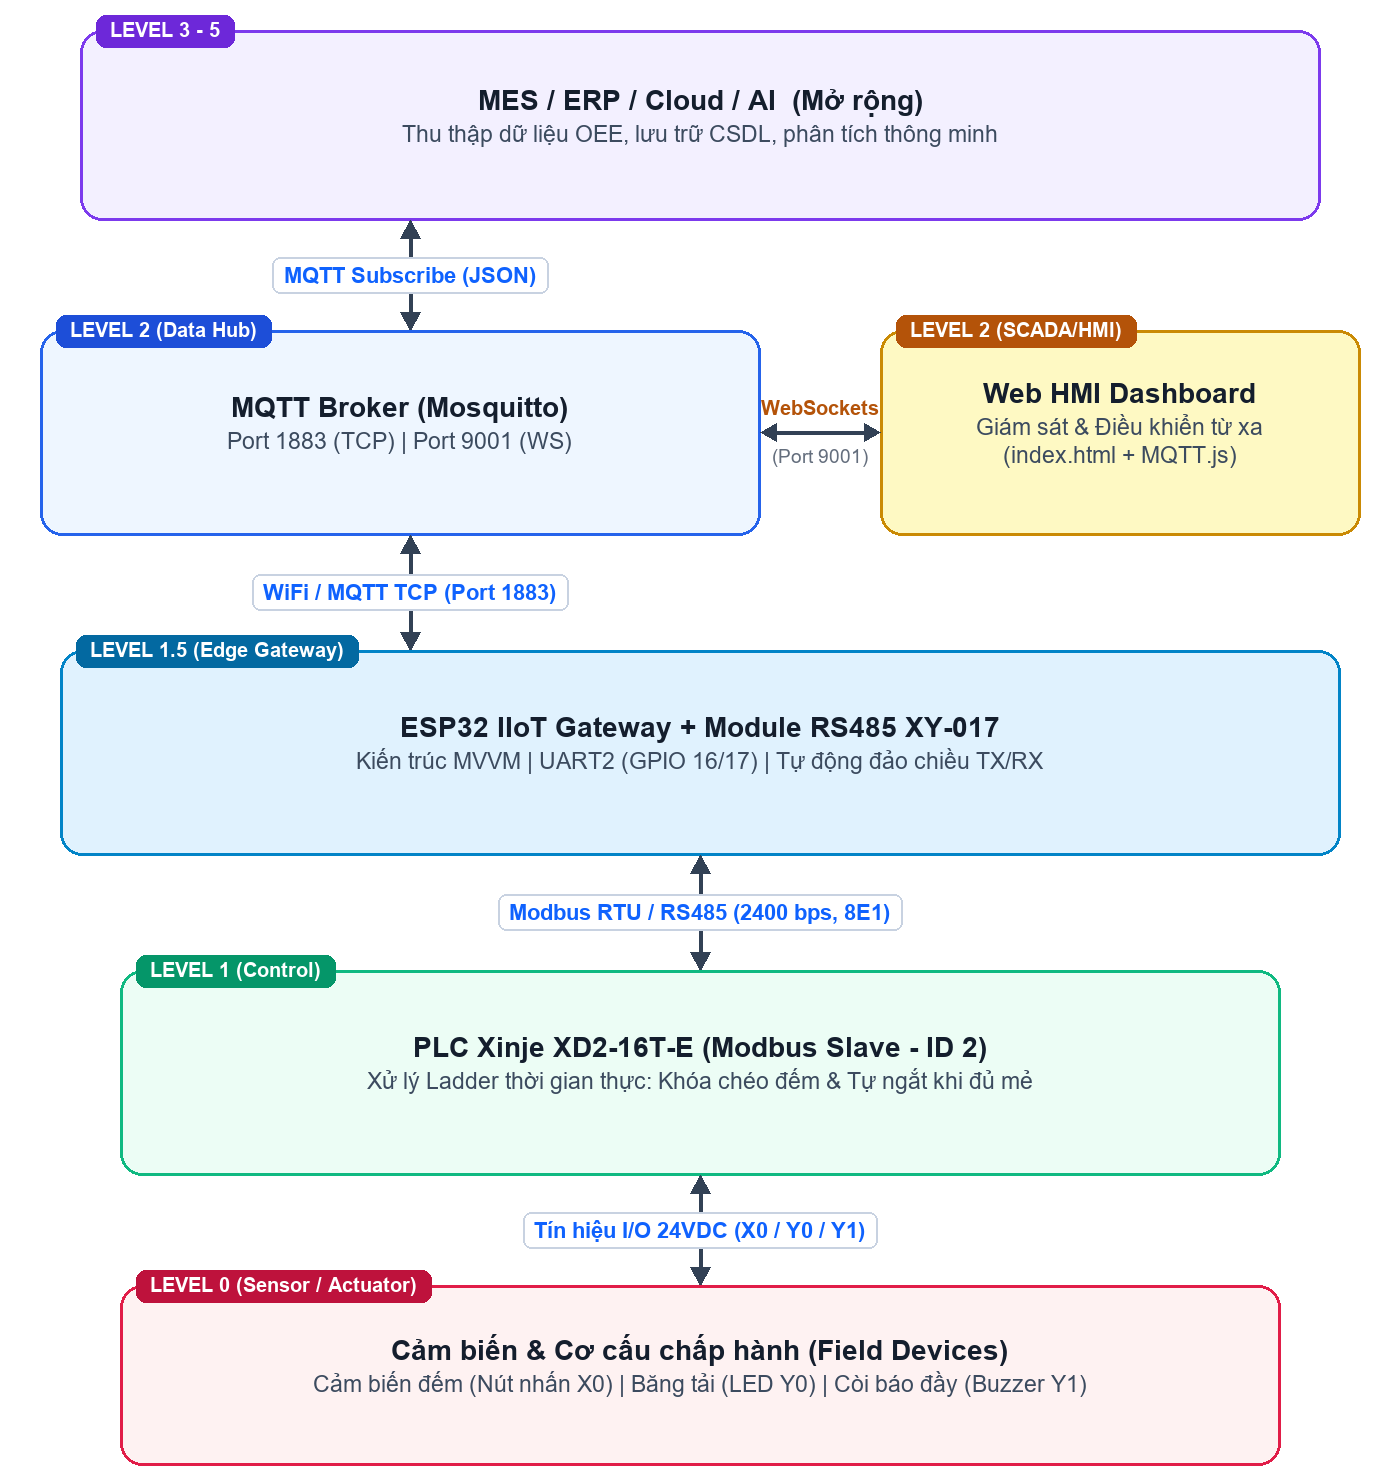 LEVEL 3 - 5
MES / ERP / Cloud / AI  (Mở rộng)
Thu thập dữ liệu OEE, lưu trữ CSDL, phân tích thông minh
MQTT Subscribe (JSON)
LEVEL 2 (Data Hub)
MQTT Broker (Mosquitto)
Port 1883 (TCP) | Port 9001 (WS)
WebSockets
(Port 9001)
LEVEL 2 (SCADA/HMI)
Web HMI Dashboard
Giám sát & Điều khiển từ xa
(index.html + MQTT.js)
WiFi / MQTT TCP (Port 1883)
LEVEL 1.5 (Edge Gateway)
ESP32 IIoT Gateway + Module RS485 XY-017
Kiến trúc MVVM | UART2 (GPIO 16/17) | Tự động đảo chiều TX/RX
Modbus RTU / RS485 (2400 bps, 8E1)
LEVEL 1 (Control)
PLC Xinje XD2-16T-E (Modbus Slave - ID 2)
Xử lý Ladder thời gian thực: Khóa chéo đếm & Tự ngắt khi đủ mẻ
Tín hiệu I/O 24VDC (X0 / Y0 / Y1)
LEVEL 0 (Sensor / Actuator)
Cảm biến & Cơ cấu chấp hành (Field Devices)
Cảm biến đếm (Nút nhấn X0) | Băng tải (LED Y0) | Còi báo đầy (Buzzer Y1)